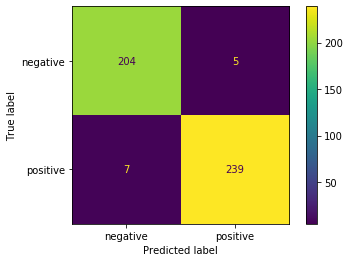 negative 204 5
positive 7 239
negative positive
Predicted label
True label
200
150
100
50